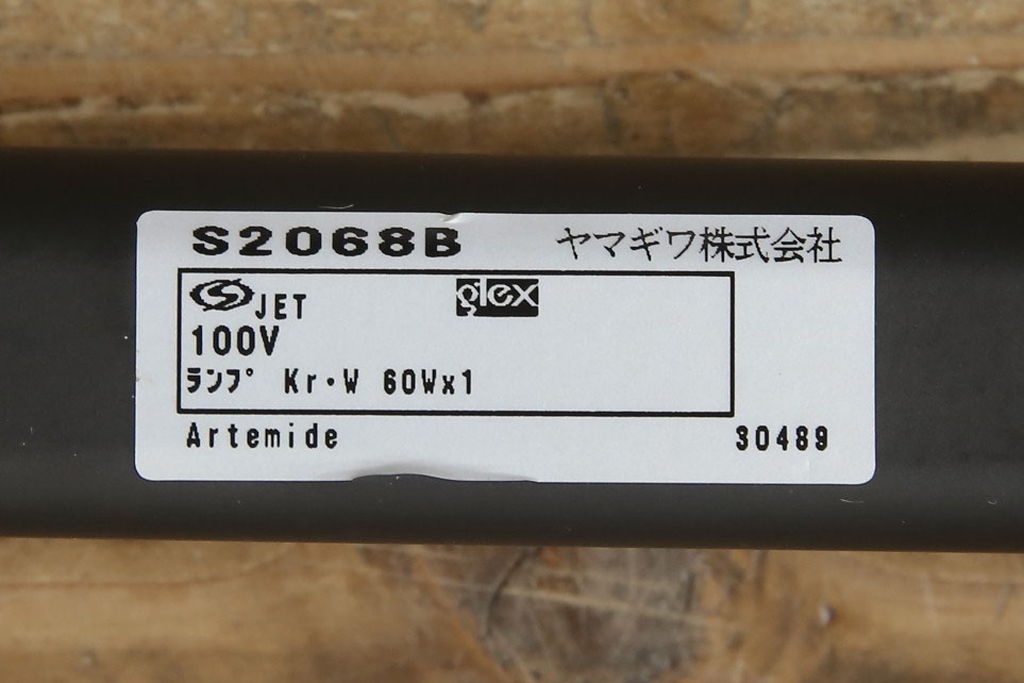 S2068B ヤマギワ株式会社
S JET glex
100V
ランプ Kr・W 60Wx1
Artemide 30489